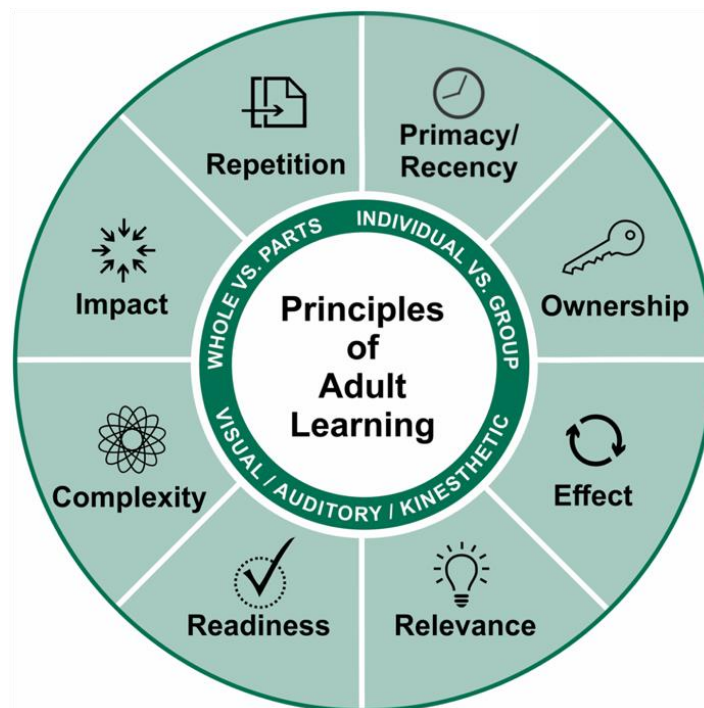 Repetition
Primacy/
Recency
Impact
Ownership
WHOLE VS. PARTS
INDIVIDUAL VS. GROUP
Principles
of
Adult
Learning
VISUAL / AUDITORY / KINESTHETIC
Complexity
Effect
Readiness
Relevance